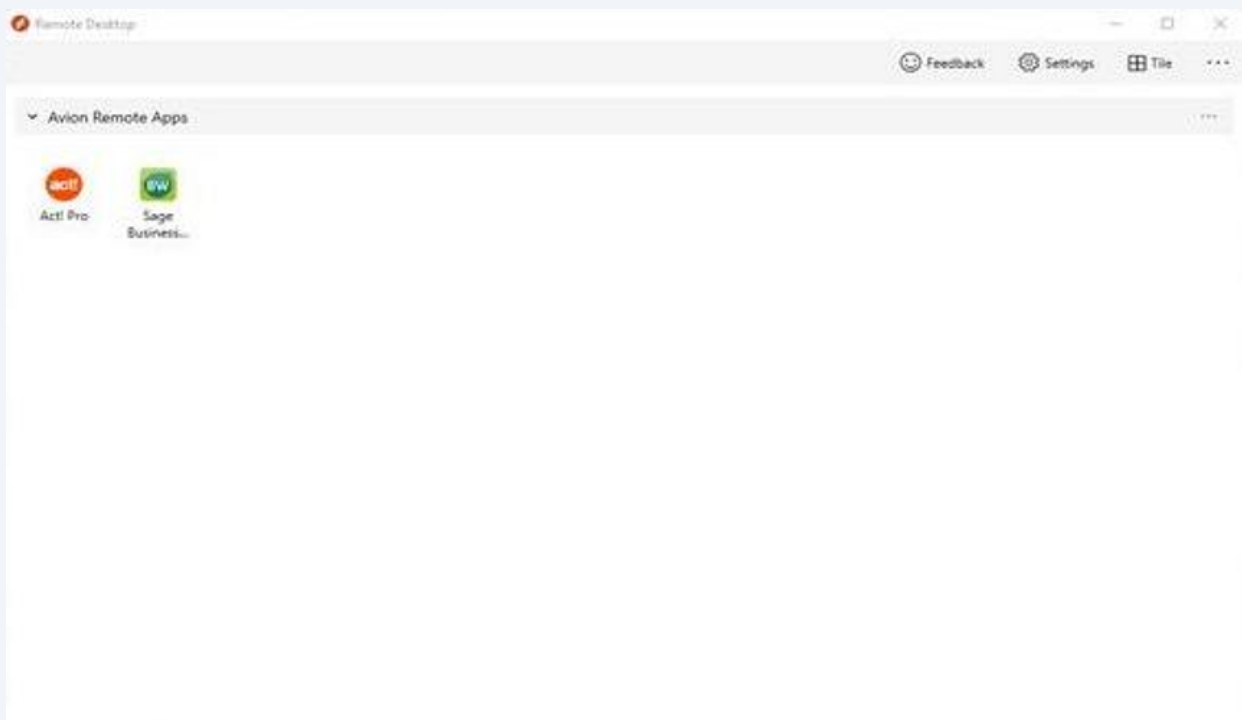 Remote Desktop
Feedback Settings Tile ...
Avion Remote Apps ...
act!
BW
Act! Pro
Sage
Business...